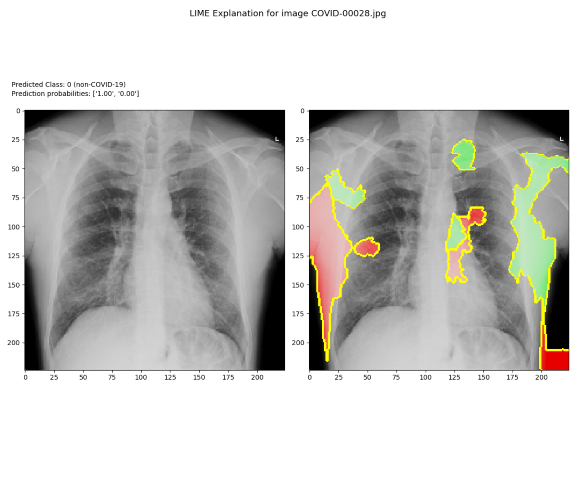 LIME Explanation for image COVID-00028.jpg
Predicted Class: 0 (non-COVID-19)
Prediction probabilities: ['1.00', '0.00']
0
25
50
75
100
125
150
175
200
0 25 50 75 100 125 150 175 200
L
0
25
50
75
100
125
150
175
200
0 25 50 75 100 125 150 175 200
L